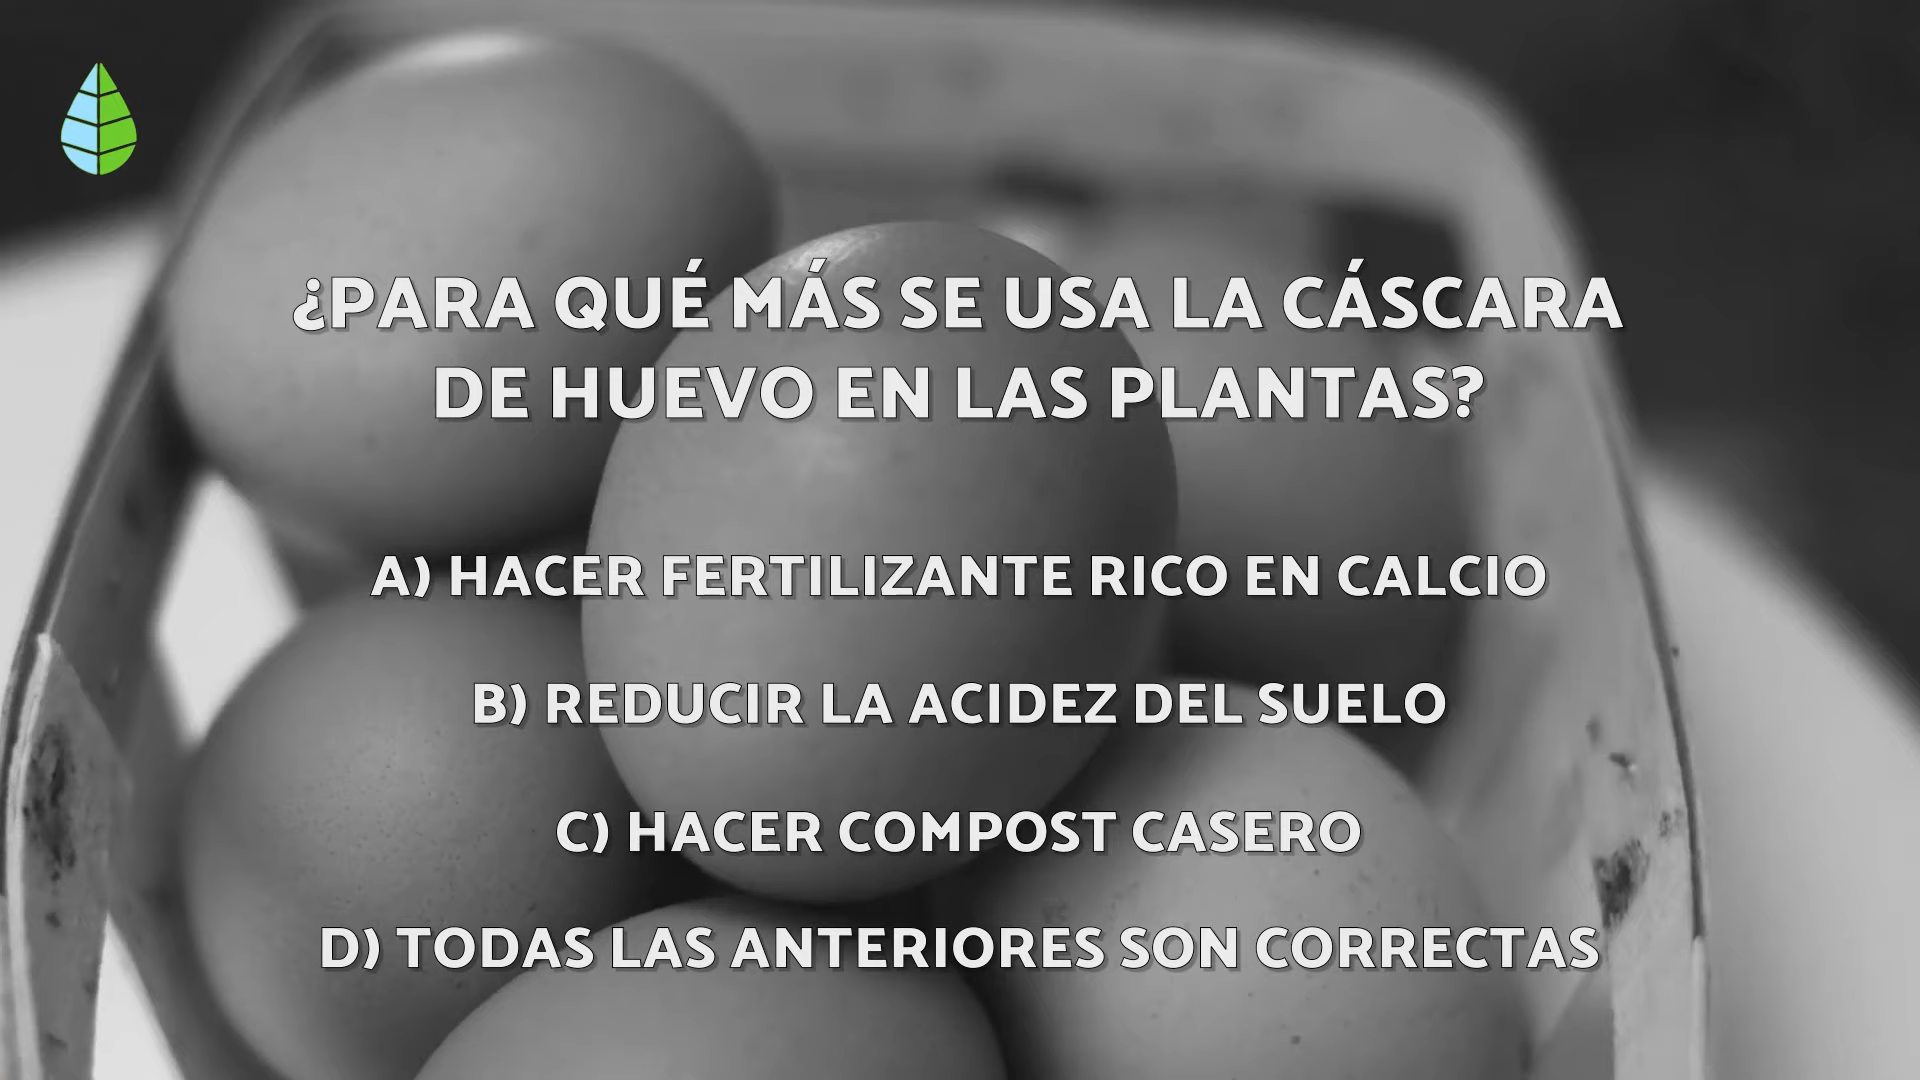 ¿PARA QUÉ MÁS SE USA LA CÁSCARA
DE HUEVO EN LAS PLANTAS?
A) HACER FERTILIZANTE RICO EN CALCIO
B) REDUCIR LA ACIDEZ DEL SUELO
C) HACER COMPOST CASERO
D) TODAS LAS ANTERIORES SON CORRECTAS